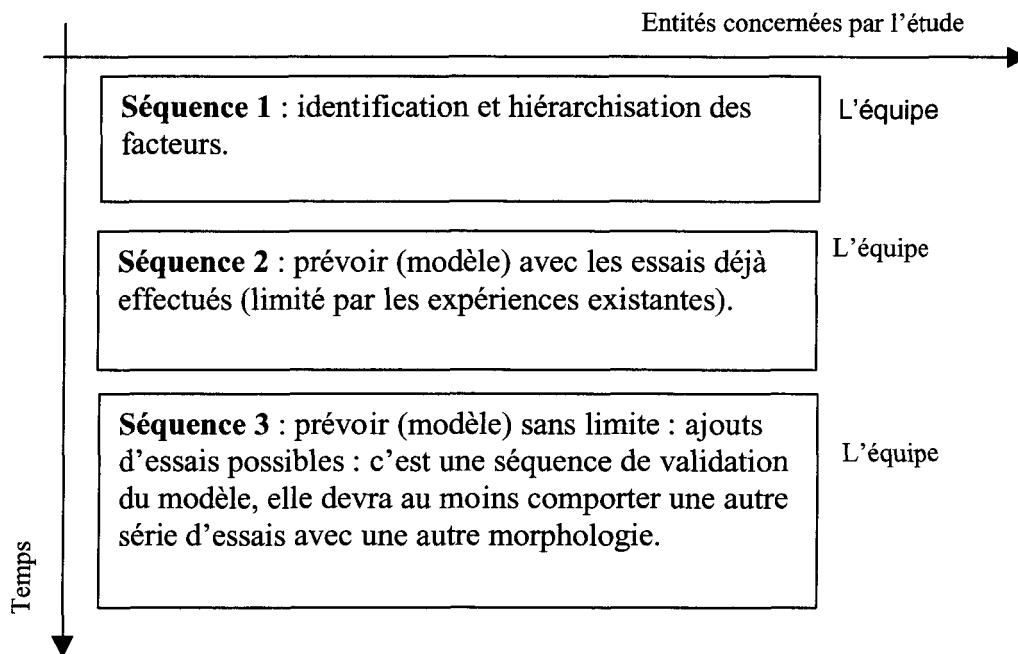 Entités concernées par l'étude
Séquence 1 : identification et hiérarchisation des
facteurs.
L'équipe
Séquence 2 : prévoir (modèle) avec les essais déjà
effectués (limité par les expériences existantes).
L'équipe
Séquence 3 : prévoir (modèle) sans limite : ajouts
d'essais possibles : c'est une séquence de validation
du modèle, elle devra au moins comporter une autre
série d'essais avec une autre morphologie.
L'équipe
Temps